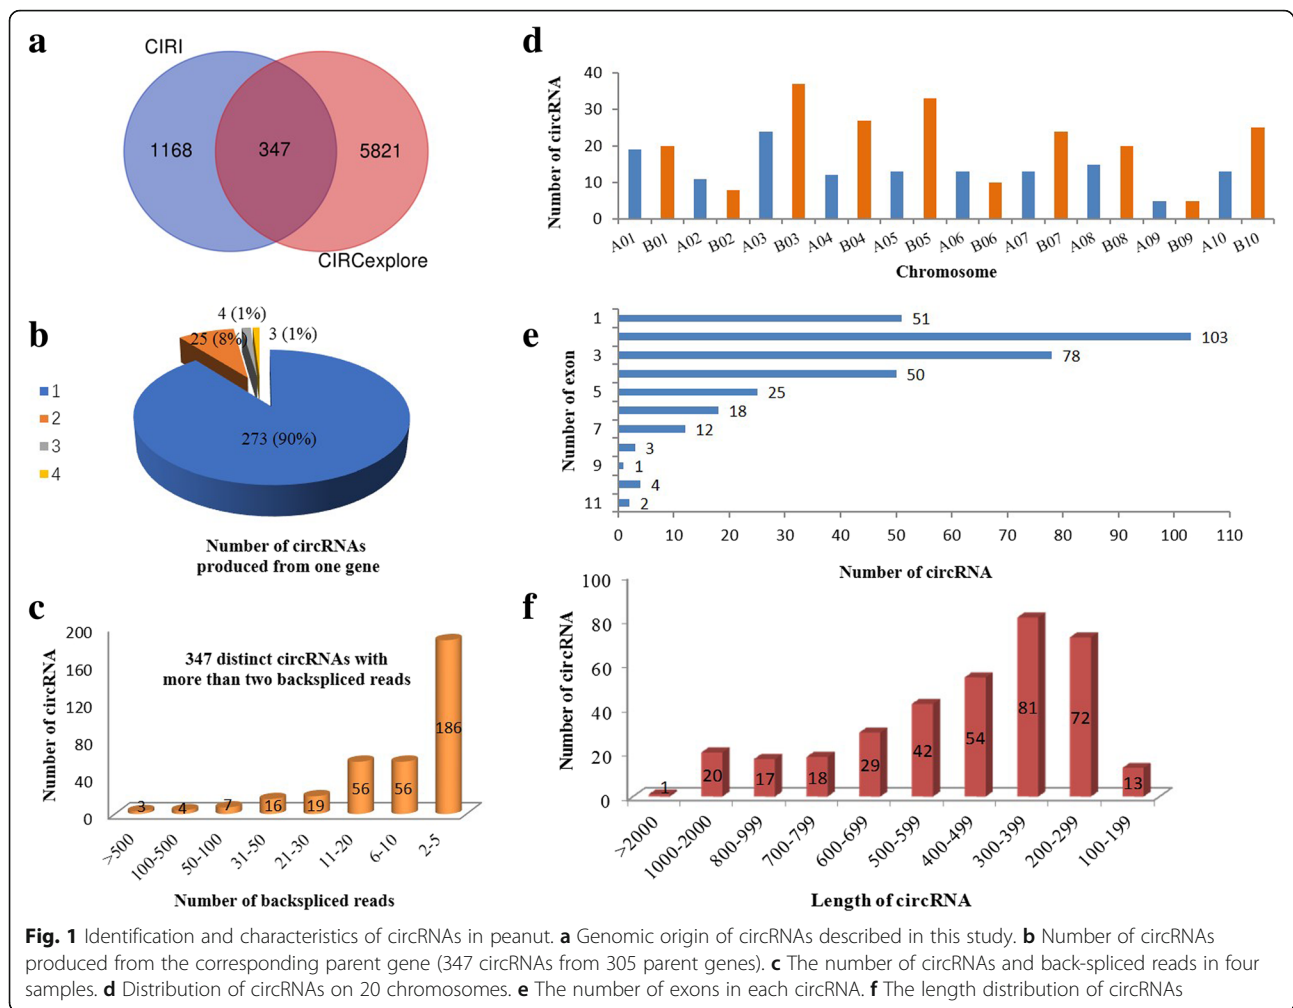 a
CIRI
1168
347
5821
CIRCexplore
b
4 (1%)
25 (8%)
3 (1%)
273 (90%)
1
2
3
4
Number of circRNAs
produced from one gene
c
Number of circRNA
200
160
120
80
40
0
347 distinct circRNAs with
more than two backspliced reads
3
4
7
16
19
56
56
186
>500
100-500
50-100
31-50
21-30
11-20
6-10
2-5
Number of backspliced reads
d
Number of circRNA
40
30
20
10
0
A01
B01
A02
B02
A03
B03
A04
B04
A05
B05
A06
B06
A07
B07
A08
B08
A09
B09
A10
B10
Chromosome
e
Number of exon
1
3
5
7
9
11
51
103
78
50
25
18
12
3
1
4
2
0 10 20 30 40 50 60 70 80 90 100 110
Number of circRNA
f
Number of circRNA
100
80
60
40
20
0
1
20
17
18
29
42
54
81
72
13
>2000
1000-2000
800-999
700-799
600-699
500-599
400-499
300-399
200-299
100-199
Length of circRNA
Fig. 1 Identification and characteristics of circRNAs in peanut. a Genomic origin of circRNAs described in this study. b Number of circRNAs
produced from the corresponding parent gene (347 circRNAs from 305 parent genes). c The number of circRNAs and back-spliced reads in four
samples. d Distribution of circRNAs on 20 chromosomes. e The number of exons in each circRNA. f The length distribution of circRNAs